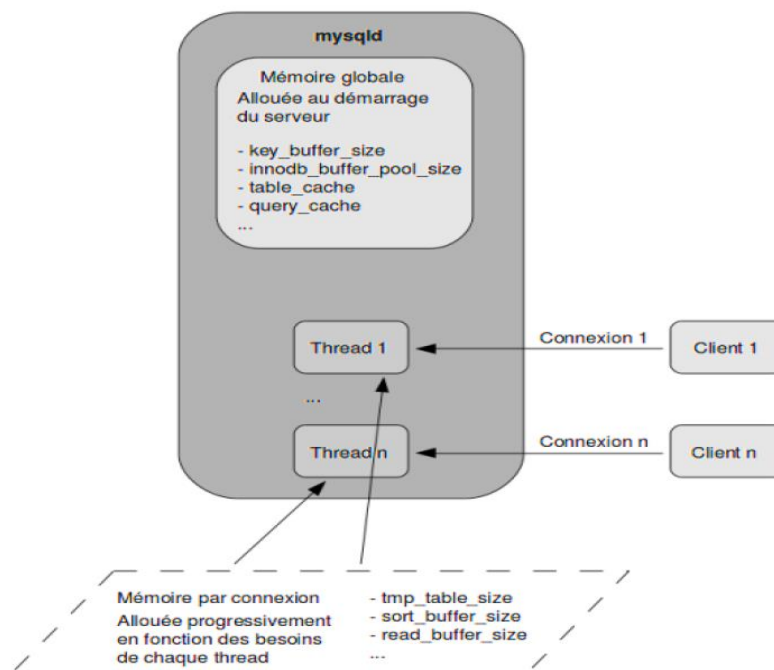 mysqld
Mémoire globale
Allouée au démarrage
du serveur
- key_buffer_size
- innodb_buffer_pool_size
- table_cache
- query_cache
...
Thread 1
Connexion 1
Client 1
...
Thread n
Connexion n
Client n
Mémoire par connexion
Allouée progressivement
en fonction des besoins
de chaque thread
- tmp_table_size
- sort_buffer_size
- read_buffer_size
...